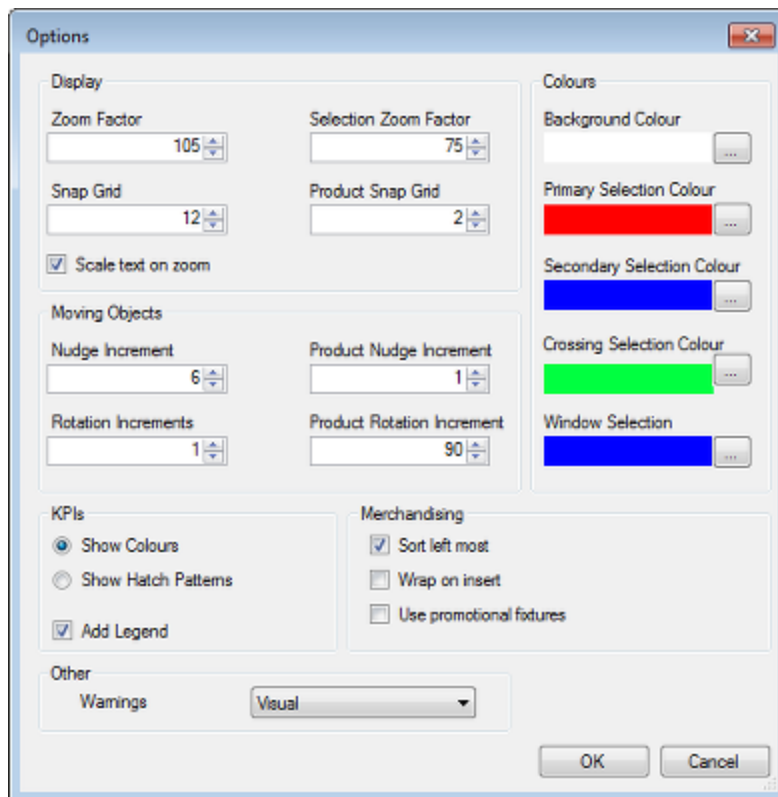 Options
Display
Zoom Factor
Selection Zoom Factor
105
75
Snap Grid
Product Snap Grid
12
2
Scale text on zoom
Moving Objects
Nudge Increment
Product Nudge Increment
6
1
Rotation Increments
Product Rotation Increment
1
90
Colours
Background Colour
...
Primary Selection Colour
...
Secondary Selection Colour
...
Crossing Selection Colour
...
Window Selection
...
KPIs
Show Colours
Show Hatch Patterns
Add Legend
Merchandising
Sort left most
Wrap on insert
Use promotional fixtures
Other
Warnings
Visual
OK
Cancel